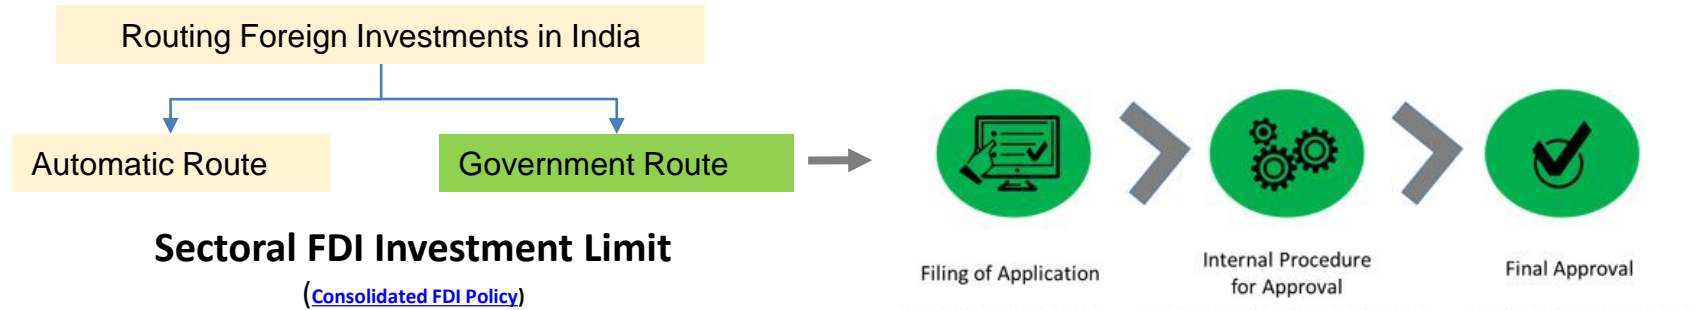 Routing Foreign Investments in India
Automatic Route
Government Route
Sectoral FDI Investment Limit
(Consolidated FDI Policy)
Filing of Application
Internal Procedure
for Approval
Final Approval